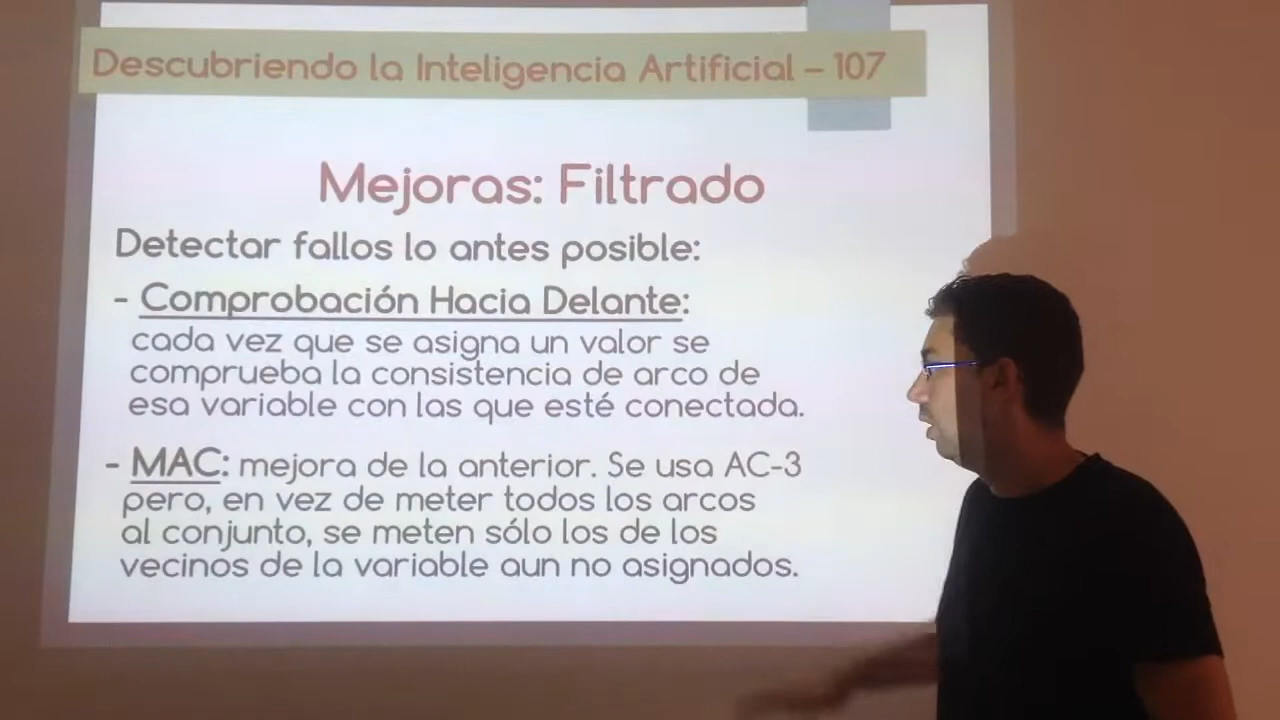 Descubriendo la Inteligencia Artificial – 107
Mejoras: Filtrado
Detectar fallos lo antes posible:
- Comprobación Hacia Delante:
cada vez que se asigna un valor se
comprueba la consistencia de arco de
esa variable con las que esté conectada.
- MAC: mejora de la anterior. Se usa AC-3
pero, en vez de meter todos los arcos
al conjunto, se meten sólo los de los
vecinos de la variable aun no asignados.